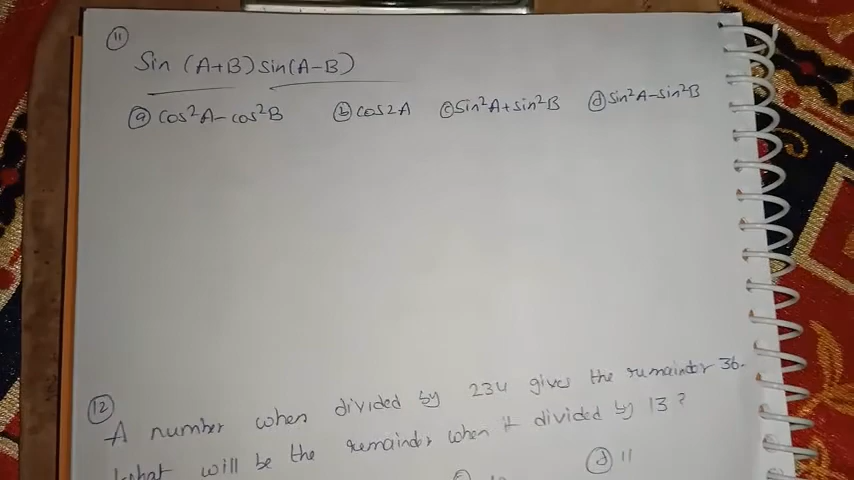 11
Sin (A+B) sin(A-B)
(a) cos²A-cos²B (b) cos2A (c) sin²A+sin²B (d) sin²A-sin²B
12
A number when divided by 234 gives the remainder 36.
what will be the remainder when it divided by 13?
(d) 11